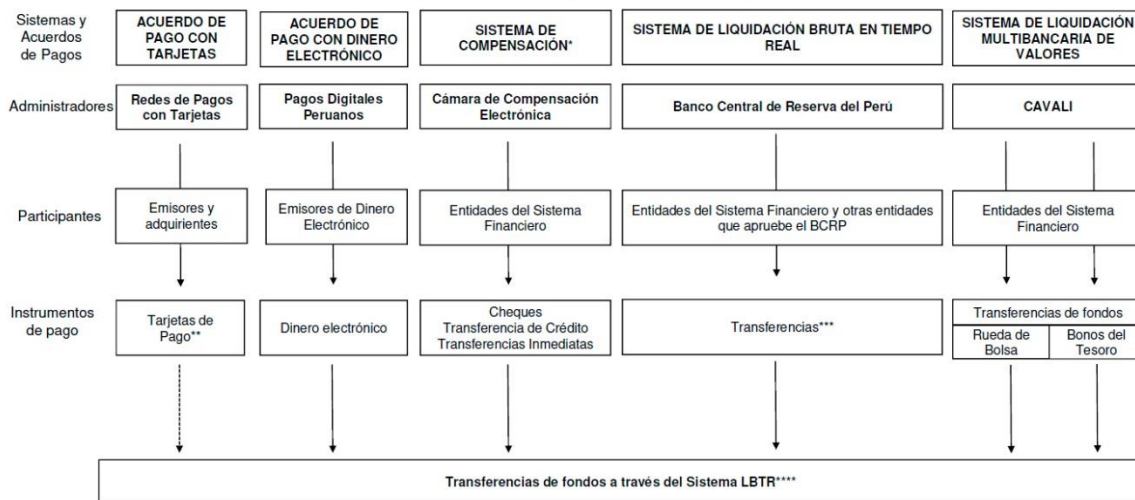 Sistemas y
Acuerdos
de Pagos
ACUERDO DE
PAGO CON
TARJETAS
ACUERDO DE
PAGO CON DINERO
ELECTRÓNICO
SISTEMA DE
COMPENSACIÓN*
SISTEMA DE LIQUIDACIÓN BRUTA EN TIEMPO
REAL
SISTEMA DE LIQUIDACIÓN
MULTIBANCARIA DE
VALORES
Administradores
Redes de Pagos
con Tarjetas
Pagos Digitales
Peruanos
Cámara de Compensación
Electrónica
Banco Central de Reserva del Perú
CAVALI
Participantes
Emisores y
adquirientes
Emisores de Dinero
Electrónico
Entidades del Sistema
Financiero
Entidades del Sistema Financiero y otras entidades
que apruebe el BCRP
Entidades del Sistema
Financiero
Instrumentos
de pago
Tarjetas de
Pago**
Dinero electrónico
Cheques
Transferencia de Crédito
Transferencias Inmediatas
Transferencias***
Transferencias de fondos
Rueda de
Bolsa
Bonos del
Tesoro
Transferencias de fondos a través del Sistema LBTR****